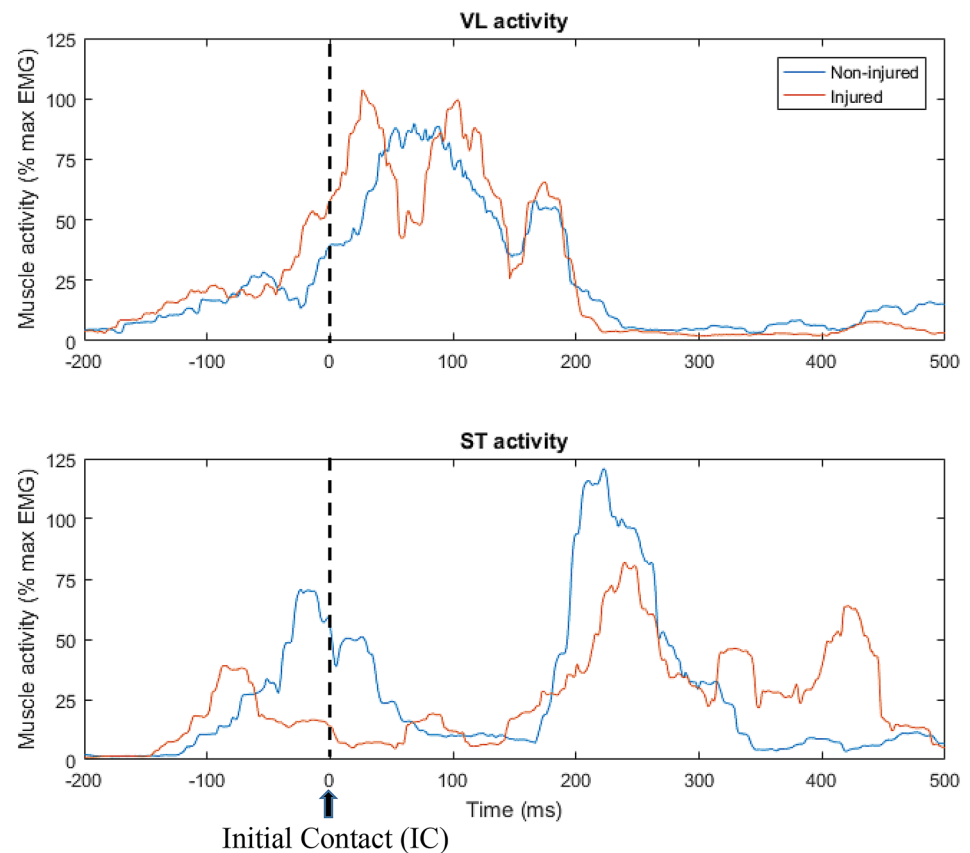 VL activity
Muscle activity (% max EMG)
125
100
75
50
25
0
-200 -100 0 100 200 300 400 500
Non-injured
Injured
ST activity
Muscle activity (% max EMG)
125
100
75
50
25
0
-200 -100 0 100 200 300 400 500
Time (ms)
Initial Contact (IC)